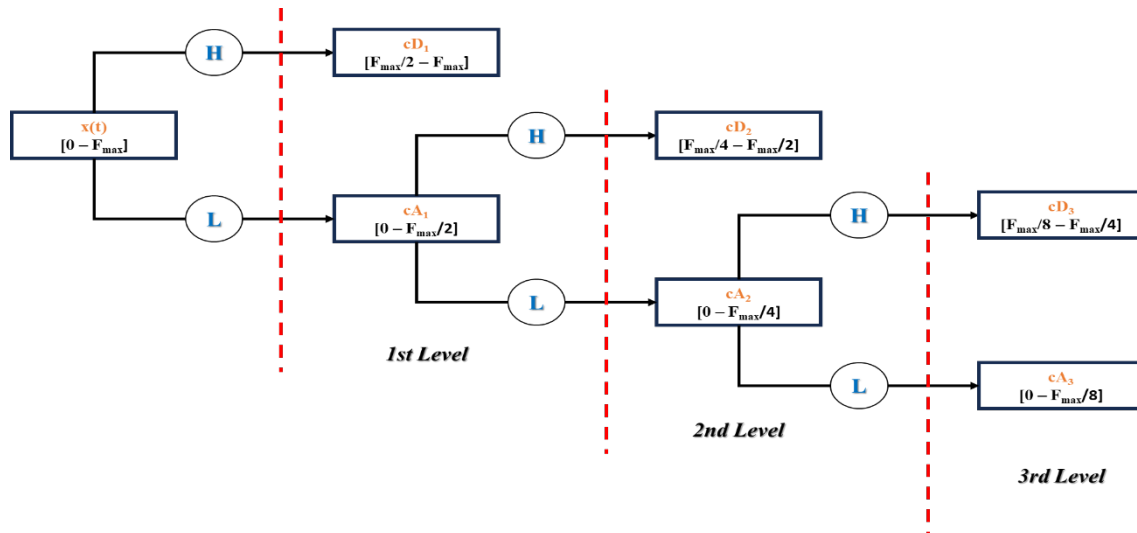 H
cD₁
[Fₘₐₓ/2 – Fₘₐₓ]
x(t)
[0 – Fₘₐₓ]
L
cA₁
[0 – Fₘₐₓ/2]
H
cD₂
[Fₘₐₓ/4 – Fₘₐₓ/2]
L
cA₂
[0 – Fₘₐₓ/4]
H
cD₃
[Fₘₐₓ/8 – Fₘₐₓ/4]
L
cA₃
[0 – Fₘₐₓ/8]
1st Level
2nd Level
3rd Level